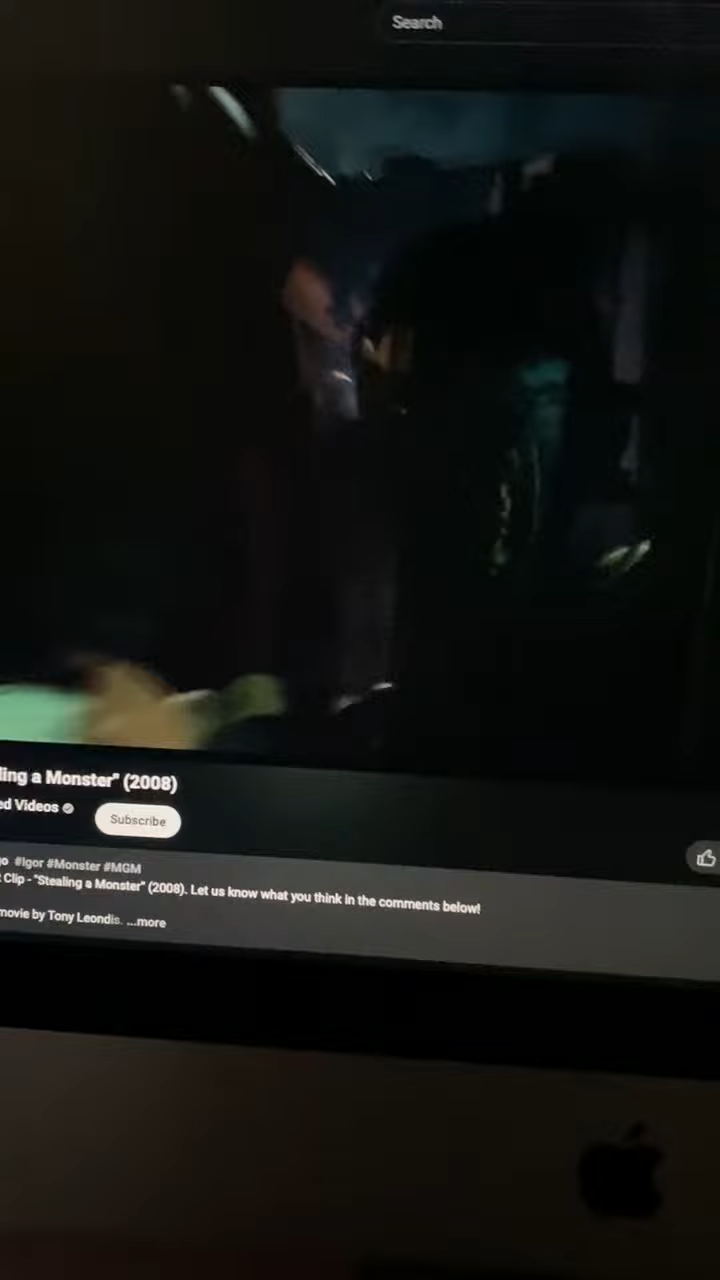 Search
ling a Monster" (2008)
ed Videos
Subscribe
go #Igor #Monster #MGM
Clip - "Stealing a Monster" (2008). Let us know what you think in the comments below!
movie by Tony Leondis. ...more